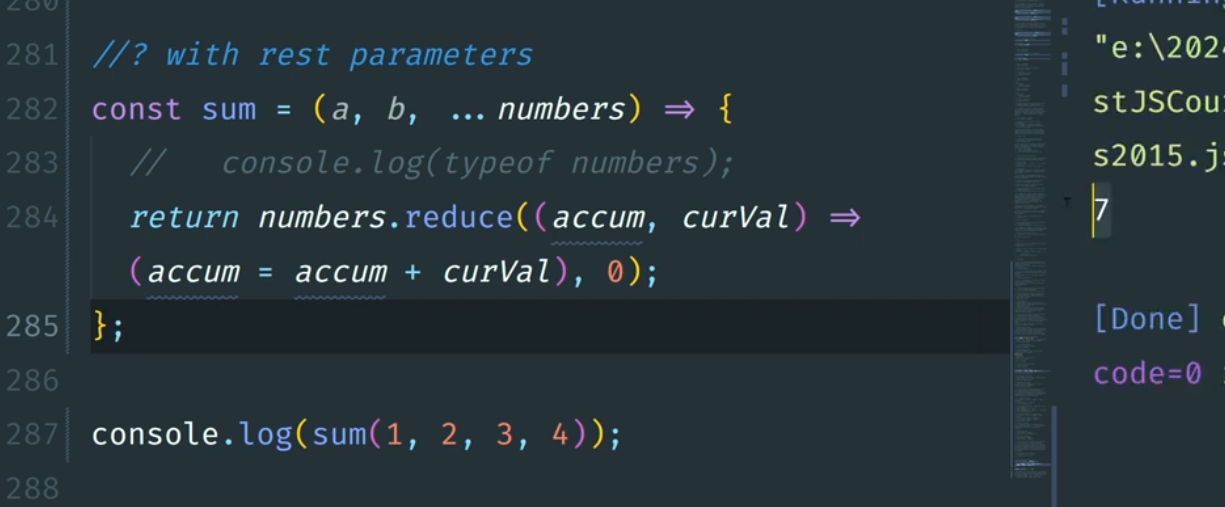 280
281 //? with rest parameters
282 const sum = (a, b, ...numbers) => {
283 // console.log(typeof numbers);
284 return numbers.reduce((accum, curVal) =>
(accum = accum + curVal), 0);
285 };
286
287 console.log(sum(1, 2, 3, 4));
288
"e:\202
stJSCou
s2015.j
7
[Done]
code=0